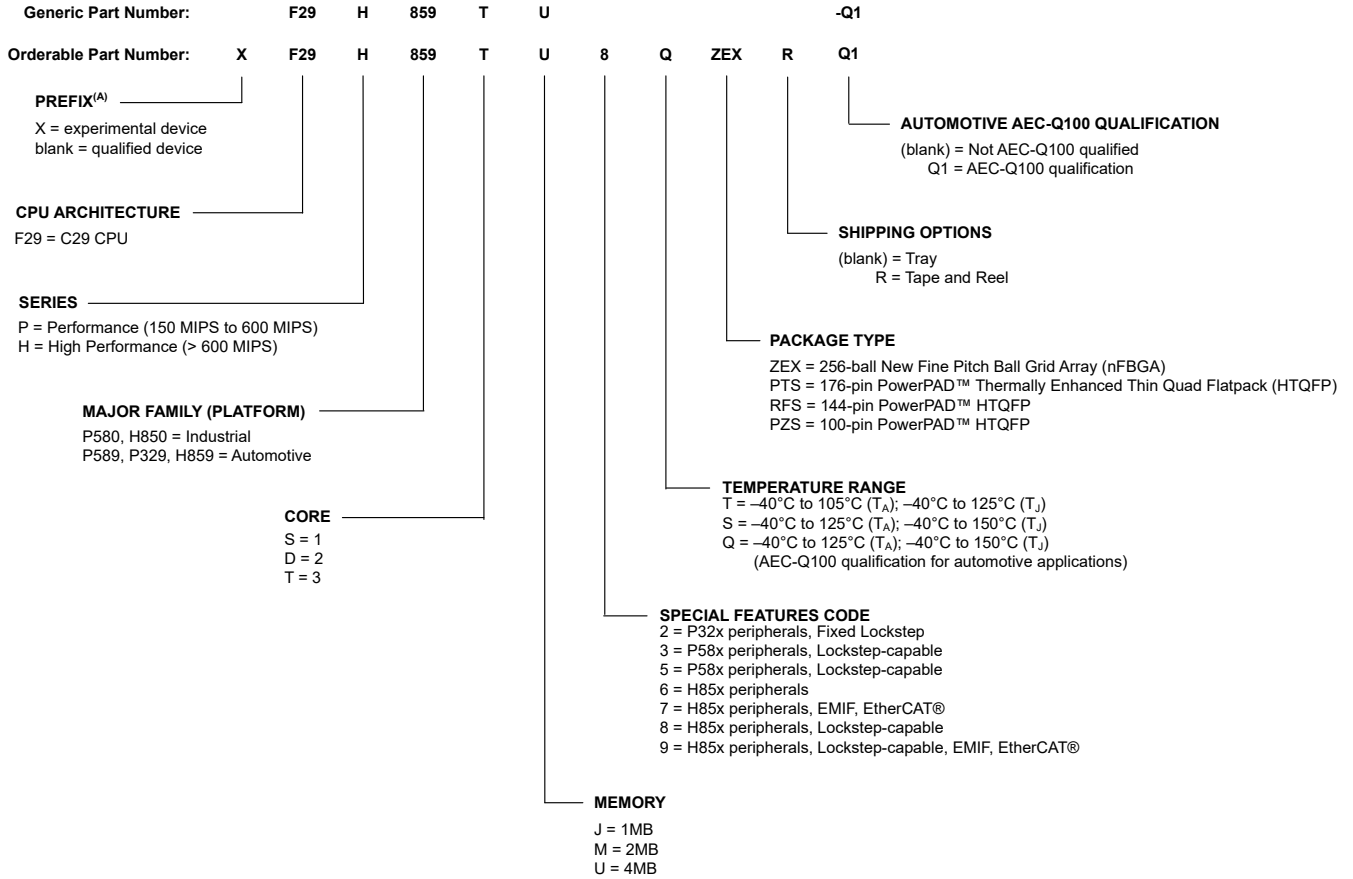 Generic Part Number: F29 H 859 T U -Q1
Orderable Part Number: X F29 H 859 T U 8 Q ZEX R Q1
PREFIX(A)
X = experimental device
blank = qualified device
AUTOMOTIVE AEC-Q100 QUALIFICATION
(blank) = Not AEC-Q100 qualified
Q1 = AEC-Q100 qualification
CPU ARCHITECTURE
F29 = C29 CPU
SHIPPING OPTIONS
(blank) = Tray
R = Tape and Reel
SERIES
P = Performance (150 MIPS to 600 MIPS)
H = High Performance (> 600 MIPS)
PACKAGE TYPE
ZEX = 256-ball New Fine Pitch Ball Grid Array (nFBGA)
PTS = 176-pin PowerPAD™ Thermally Enhanced Thin Quad Flatpack (HTQFP)
RFS = 144-pin PowerPAD™ HTQFP
PZS = 100-pin PowerPAD™ HTQFP
MAJOR FAMILY (PLATFORM)
P580, H850 = Industrial
P589, P329, H859 = Automotive
TEMPERATURE RANGE
T = –40°C to 105°C (TA); –40°C to 125°C (TJ)
S = –40°C to 125°C (TA); –40°C to 150°C (TJ)
Q = –40°C to 125°C (TA); –40°C to 150°C (TJ)
(AEC-Q100 qualification for automotive applications)
CORE
S = 1
D = 2
T = 3
SPECIAL FEATURES CODE
2 = P32x peripherals, Fixed Lockstep
3 = P58x peripherals, Lockstep-capable
5 = P58x peripherals, Lockstep-capable
6 = H85x peripherals
7 = H85x peripherals, EMIF, EtherCAT®
8 = H85x peripherals, Lockstep-capable
9 = H85x peripherals, Lockstep-capable, EMIF, EtherCAT®
MEMORY
J = 1MB
M = 2MB
U = 4MB